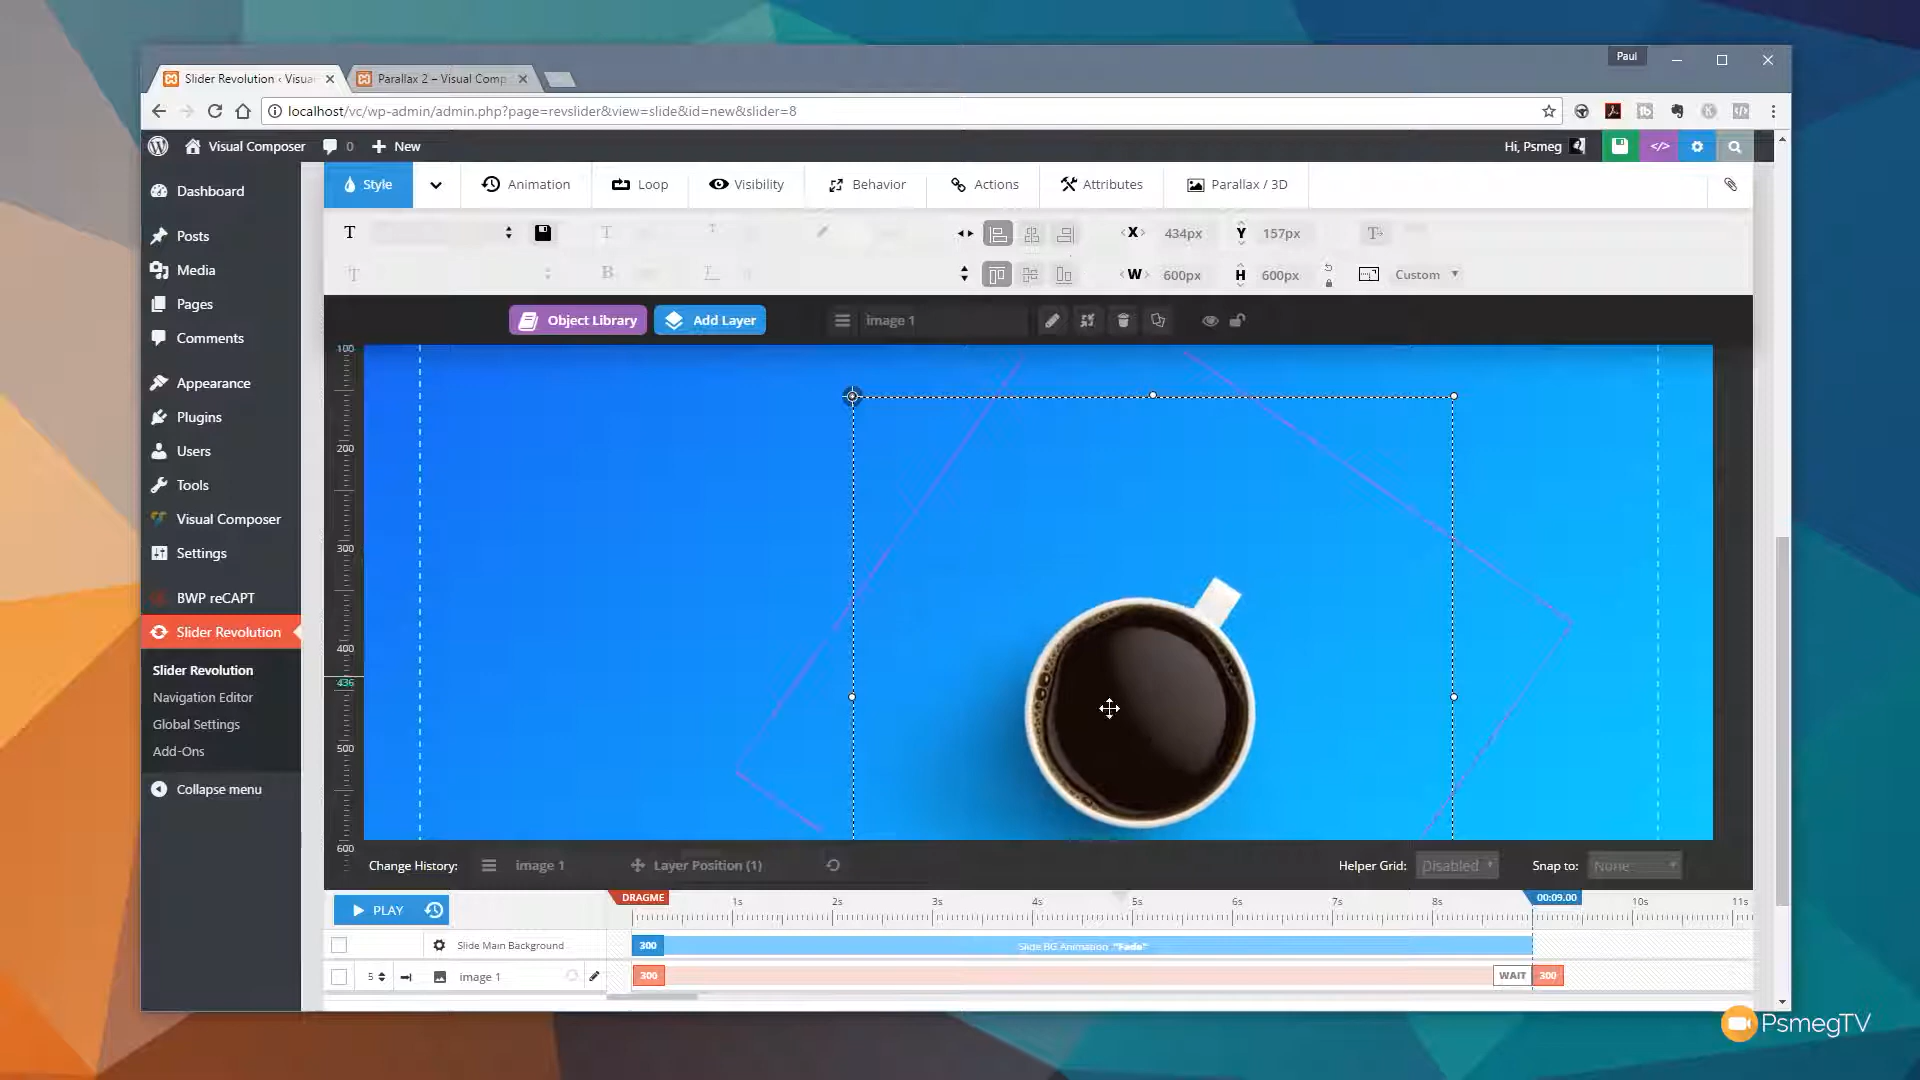 Paul
Slider Revolution ‹ Visua
Parallax 2 – Visual Comp
localhost/vc/wp-admin/admin.php?page=revslider&view=slide&id=new&slider=8
Visual Composer
0
New
Hi, Psmeg
Dashboard
Posts
Media
Pages
Comments
Appearance
Plugins
Users
Tools
Visual Composer
Settings
BWP reCAPT
Slider Revolution
Slider Revolution
Navigation Editor
Global Settings
Add-Ons
Collapse menu
Style
Animation
Loop
Visibility
Behavior
Actions
Attributes
Parallax / 3D
X 434px
Y 157px
W 600px
H 600px
Custom
Object Library
Add Layer
image 1
100
200
300
400
436
500
600
Change History:
image 1
Layer Position (1)
Helper Grid:
Disabled
Snap to:
None
PLAY
DRAGME
1s
2s
3s
4s
5s
6s
7s
8s
00:09.00
10s
11s
Slide Main Background
300
Slide BG Animation "Fade"
5
image 1
300
WAIT
300
PsmegTV